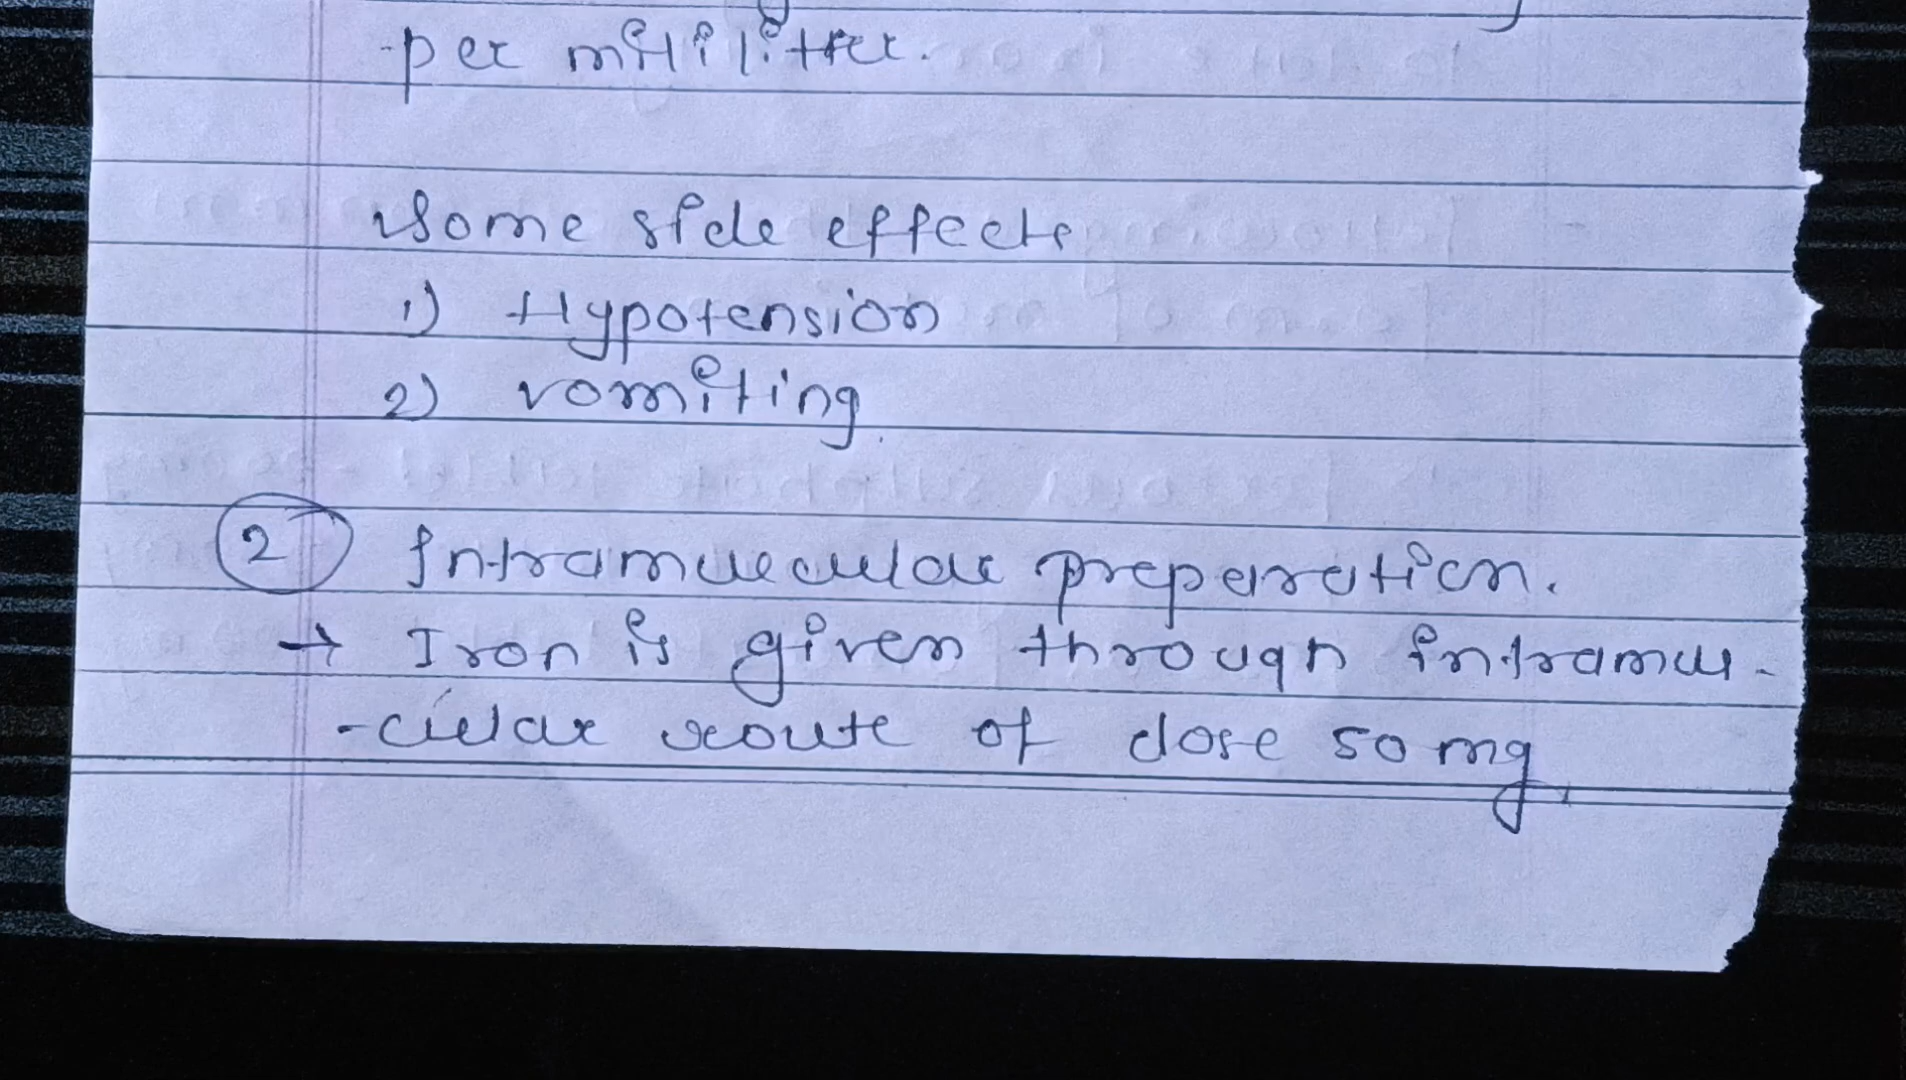 per mililitter.
Some side effects
1) Hypotension
2) vomiting
2 Intramuscular preparation.
→ Iron is given through intramus-
-cular route of dose 50 mg.